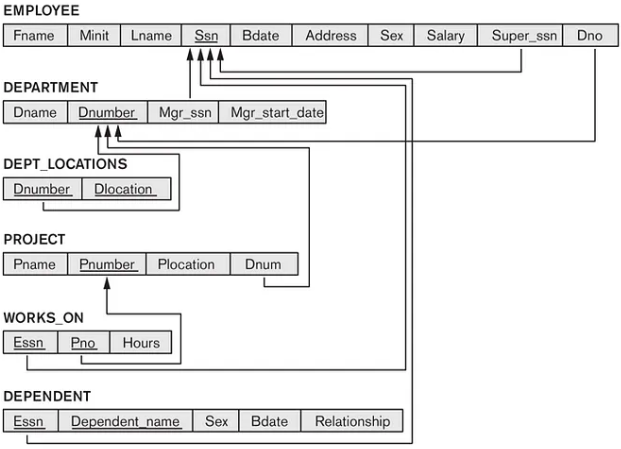 EMPLOYEE
Fname Minit Lname Ssn Bdate Address Sex Salary Super_ssn Dno
DEPARTMENT
Dname Dnumber Mgr_ssn Mgr_start_date
DEPT_LOCATIONS
Dnumber Dlocation
PROJECT
Pname Pnumber Plocation Dnum
WORKS_ON
Essn Pno Hours
DEPENDENT
Essn Dependent_name Sex Bdate Relationship